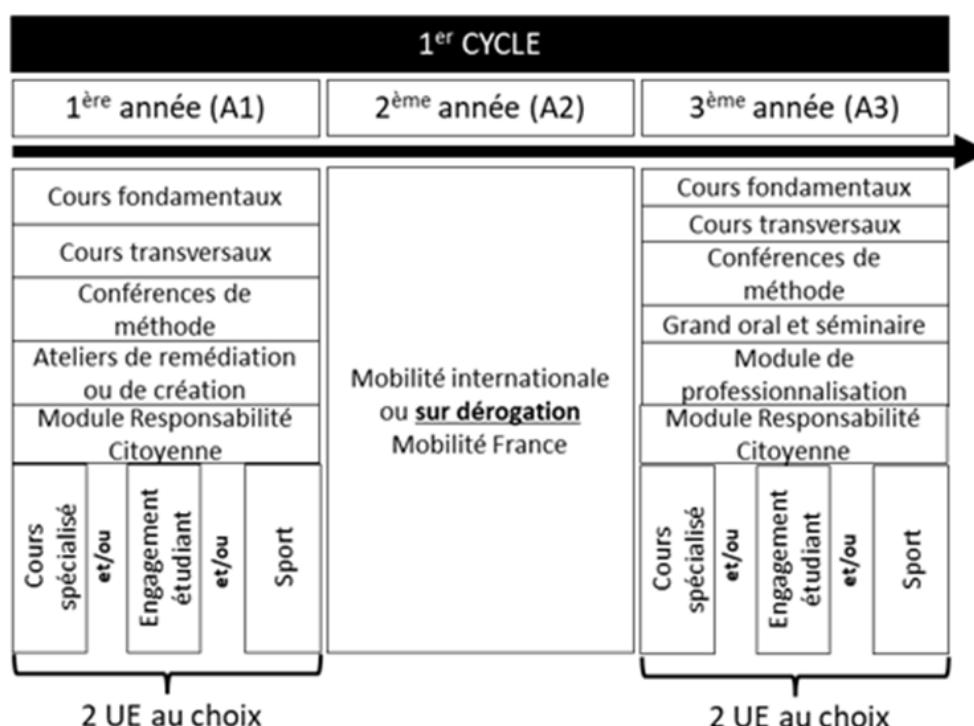 1er CYCLE
1ère année (A1)
2ème année (A2)
3ème année (A3)
Cours fondamentaux
Cours transversaux
Conférences de
méthode
Ateliers de remédiation
ou de création
Module Responsabilité
Citoyenne
Cours
spécialisé
et/ou
Engagement
étudiant
et/ou
Sport
2 UE au choix
Mobilité internationale
ou sur dérogation
Mobilité France
Cours fondamentaux
Cours transversaux
Conférences de
méthode
Grand oral et séminaire
Module de
professionnalisation
Module Responsabilité
Citoyenne
Cours
spécialisé
et/ou
Engagement
étudiant
et/ou
Sport
2 UE au choix